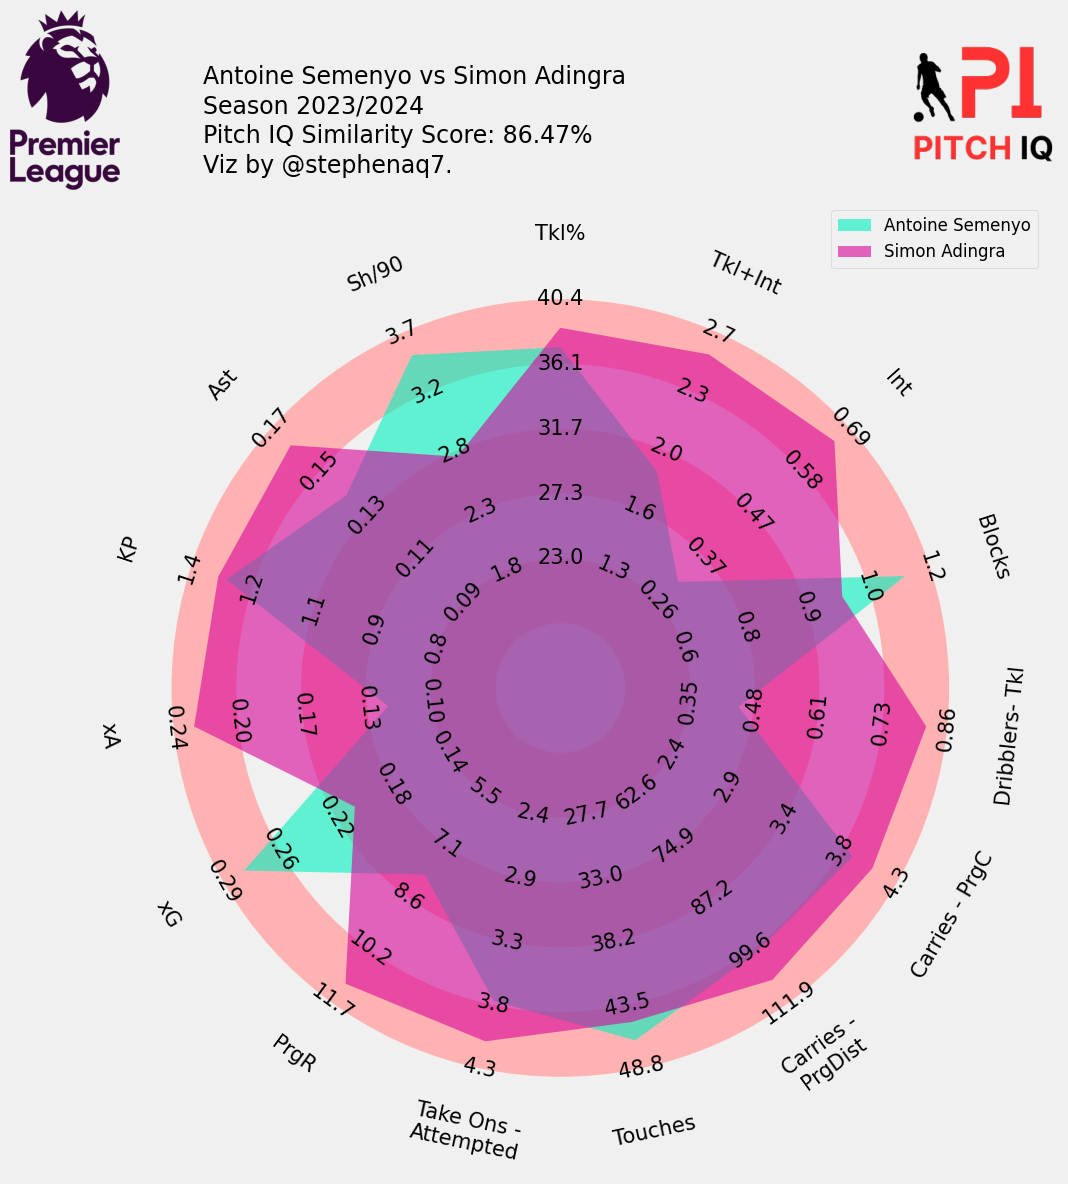 Premier
League
Antoine Semenyo vs Simon Adingra
Season 2023/2024
Pitch IQ Similarity Score: 86.47%
Viz by @stephenaq7.
PI
PITCH IQ
Antoine Semenyo
Simon Adingra
Tkl%
40.4
36.1
31.7
27.3
23.0
Tkl+Int
2.7
2.3
2.0
1.6
1.3
Int
0.69
0.58
0.47
0.37
0.26
Blocks
1.2
1.0
0.9
0.8
0.6
Dribblers- Tkl
0.86
0.73
0.61
0.48
0.35
Carries - PrgC
4.3
3.8
3.4
2.9
2.4
Carries -
PrgDist
111.9
99.6
87.2
74.9
62.6
Touches
48.8
43.5
38.2
33.0
27.7
Take Ons -
Attempted
4.3
3.8
3.3
2.9
2.4
PrgR
11.7
10.2
8.6
7.1
5.5
xG
0.29
0.26
0.22
0.18
0.14
xA
0.24
0.20
0.17
0.13
0.10
KP
1.4
1.2
1.1
0.9
0.8
Ast
0.17
0.15
0.13
0.11
0.09
Sh/90
3.7
3.2
2.8
2.3
1.8